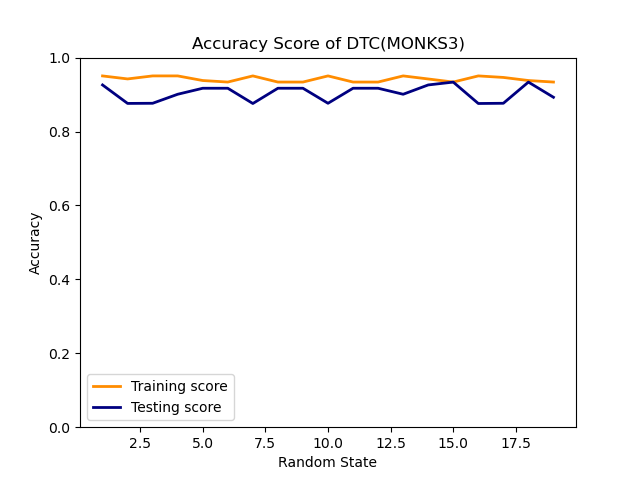 Accuracy Score of DTC(MONKS3)
1.0
0.8
0.6
0.4
0.2
0.0
Accuracy
Training score
Testing score
2.5 5.0 7.5 10.0 12.5 15.0 17.5
Random State